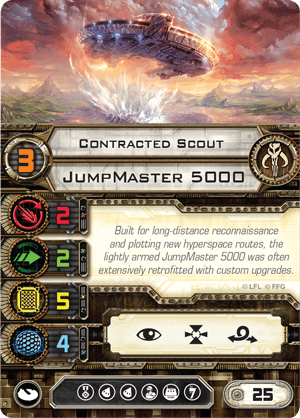 CONTRACTED SCOUT
3
JUMPMASTER 5000
2
2
5
4
Built for long-distance reconnaissance
and plotting new hyperspace routes, the
lightly armed JumpMaster 5000 was often
extensively retrofitted with custom upgrades.
© LFL © FFG
25